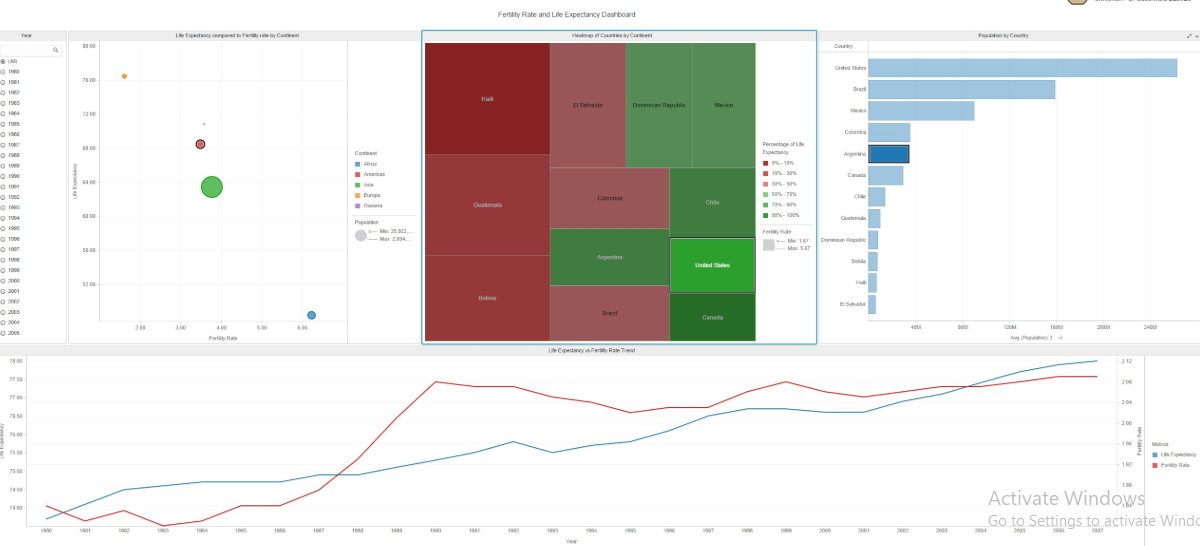 Fertility Rate and Life Expectancy Dashboard
Year
(All)
1980
1981
1982
1983
1984
1985
1986
1987
1988
1989
1990
1991
1992
1993
1994
1995
1996
1997
1998
1999
2000
2001
2002
2003
2004
2005
Life Expectancy compared to Fertility rate by Continent
80.00
76.00
72.00
68.00
64.00
60.00
56.00
52.00
Life Expectancy
2.00 3.00 4.00 5.00 6.00
Fertility Rate
Continent
Africa
Americas
Asia
Europe
Oceania
Population
Min: 25,922,...
Max: 2,694,...
Heatmap of Countries by Continent
Haiti
Guatemala
Bolivia
El Salvador
Dominican Republic
Mexico
Colombia
Chile
Argentina
United States
Brazil
Canada
Percentage of Life
Expectancy
0% - 10%
10% - 30%
30% - 50%
50% - 70%
70% - 90%
90% - 100%
Fertility Rate
Min: 1.67
Max: 5.67
Population by Country
Country
United States
Brazil
Mexico
Colombia
Argentina
Canada
Chile
Guatemala
Dominican Republic
Bolivia
Haiti
El Salvador
40M 80M 120M 160M 200M 240M
Avg (Population)
Life Expectancy vs Fertility Rate Trend
78.00
77.50
77.00
76.50
76.00
75.50
75.00
74.50
74.00
Life Expectancy
2.12
2.08
2.04
2.00
1.96
1.92
1.88
1.84
Fertility Rate
1980 1981 1982 1983 1984 1985 1986 1987 1988 1989 1990 1991 1992 1993 1994 1995 1996 1997 1998 1999 2000 2001 2002 2003 2004 2005 2006 2007
Year
Metrics
Life Expectancy
Fertility Rate
Activate Windows
Go to Settings to activate Windo